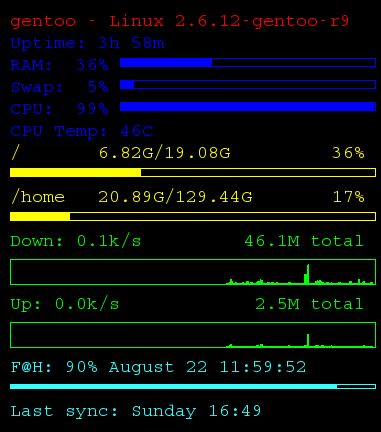 gentoo - Linux 2.6.12-gentoo-r9
Uptime: 3h 58m
RAM: 36%
Swap: 5%
CPU: 99%
CPU Temp: 46C
/ 6.82G/19.08G 36%
/home 20.89G/129.44G 17%
Down: 0.1k/s 46.1M total
Up: 0.0k/s 2.5M total
F@H: 90% August 22 11:59:52
Last sync: Sunday 16:49